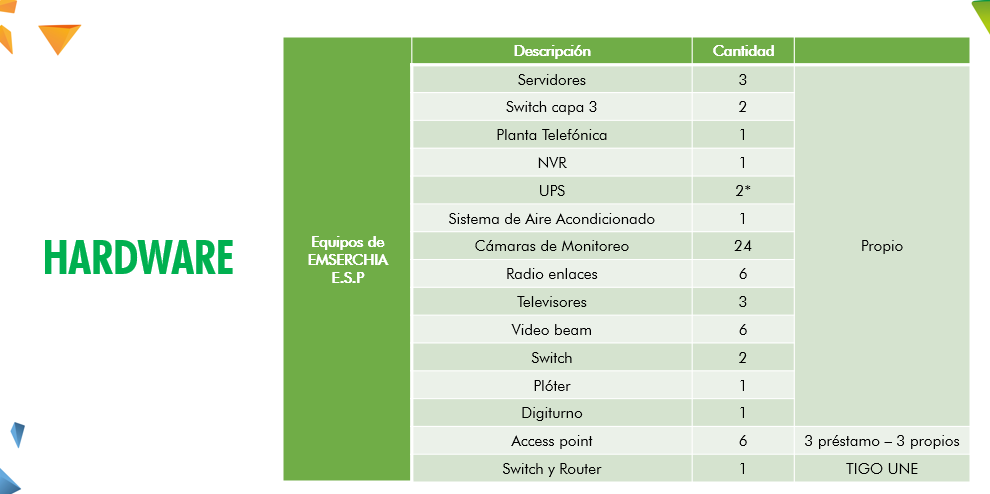 HARDWARE
Equipos de
EMSERCHIA
E.S.P
Descripción Cantidad
Servidores 3
Switch capa 3 2
Planta Telefónica 1
NVR 1
UPS 2*
Sistema de Aire Acondicionado 1
Cámaras de Monitoreo 24 Propio
Radio enlaces 6
Televisores 3
Video beam 6
Switch 2
Plóter 1
Digiturno 1
Access point 6 3 préstamo – 3 propios
Switch y Router 1 TIGO UNE